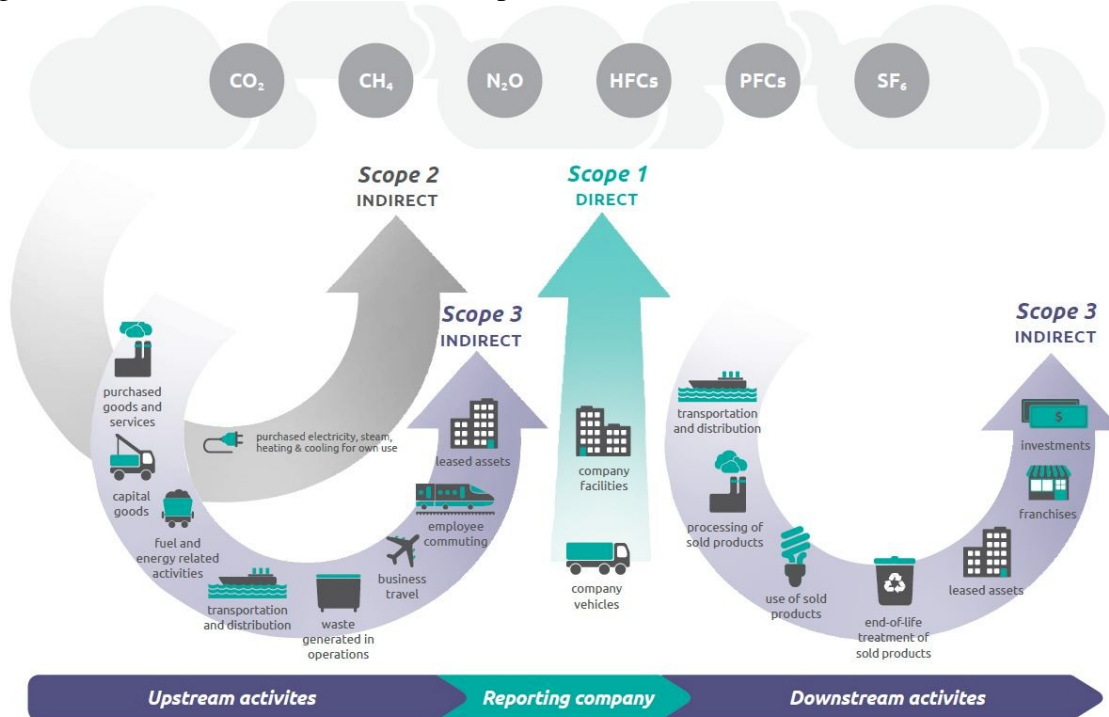 CO₂
CH₄
N₂O
HFCs
PFCs
SF₆
Scope 2
INDIRECT
Scope 1
DIRECT
Scope 3
INDIRECT
Scope 3
INDIRECT
purchased
goods and
services
capital
goods
fuel and
energy related
activities
purchased electricity, steam,
heating & cooling for own use
transportation
and distribution
waste
generated in
operations
business
travel
employee
commuting
leased assets
company
facilities
company
vehicles
transportation
and distribution
processing of
sold products
use of sold
products
end-of-life
treatment of
sold products
leased assets
franchises
$
investments
Upstream activites
Reporting company
Downstream activites